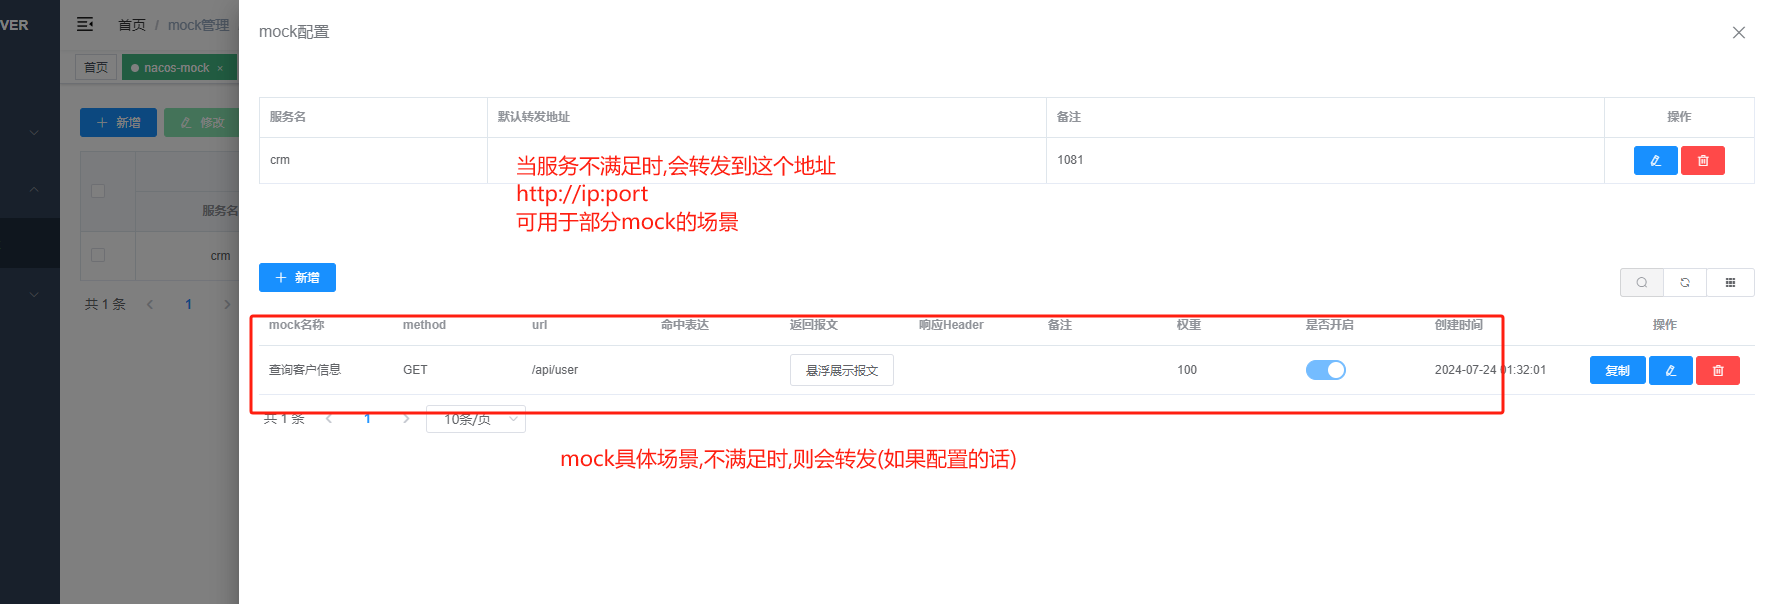 VER
首页 / mock管理
首页
nacos-mock ×
新增
修改
服务名
crm
共 1 条
1
mock配置
服务名 默认转发地址 备注 操作
crm 1081
当服务不满足时,会转发到这个地址
http://ip:port
可用于部分mock的场景
新增
mock名称 method url 命中表达 返回报文 响应Header 备注 权重 是否开启 创建时间 操作
查询客户信息 GET /api/user 悬浮展示报文 100 2024-07-24 01:32:01 复制
共 1 条 1 10条/页
mock具体场景,不满足时,则会转发(如果配置的话)